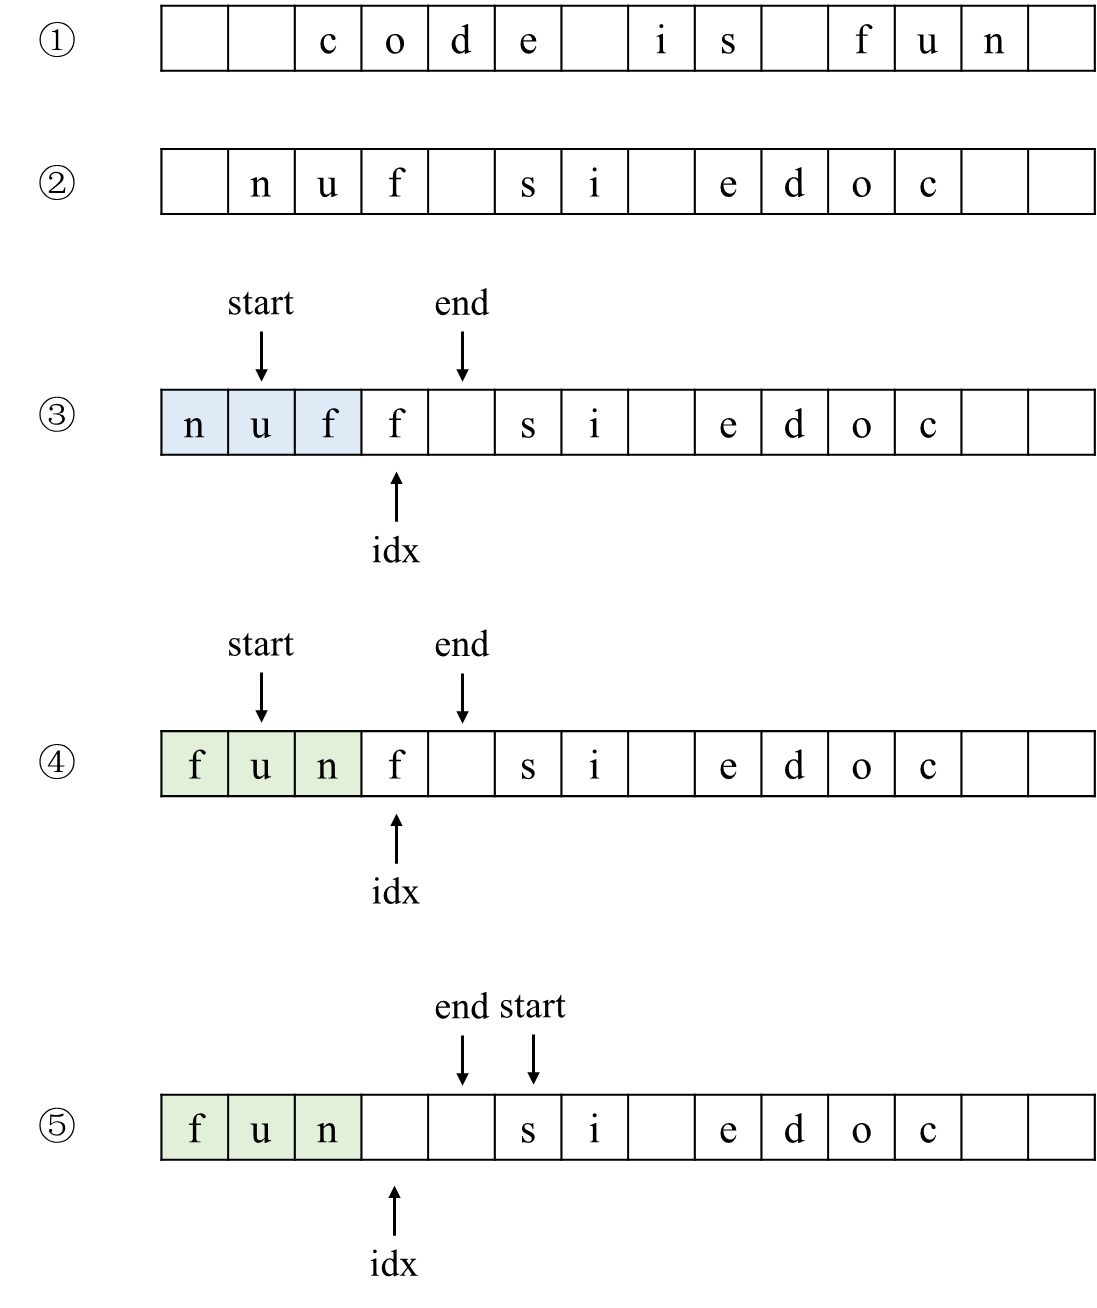 ① c o d e i s f u n
② n u f s i e d o c
start end
③ n u f f s i e d o c
idx
start end
④ f u n f s i e d o c
idx
end start
⑤ f u n s i e d o c
idx